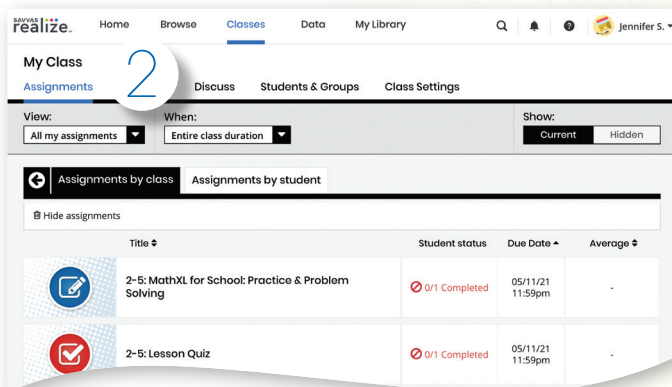 SAVVAS
realize. Home Browse Classes Data My Library Jennifer S.
My Class
Assignments 2 Discuss Students & Groups Class Settings
View: When: Show:
All my assignments Entire class duration Current Hidden
Assignments by class Assignments by student
Hide assignments
Title Student status Due Date Average
2-5: MathXL for School: Practice & Problem
Solving
0/1 Completed 05/11/21
11:59pm -
2-5: Lesson Quiz 0/1 Completed 05/11/21
11:59pm -